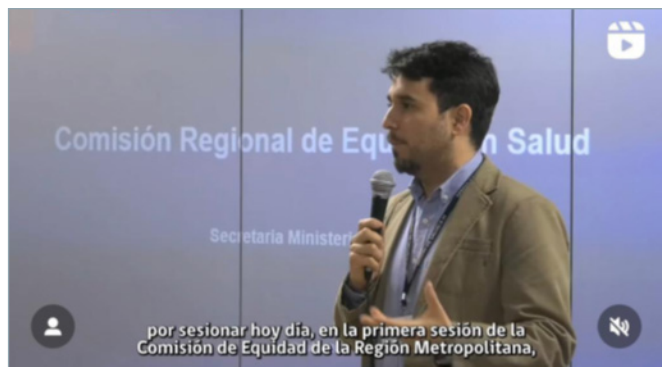 Comisión Regional de Equ n Salud
Secretaria Ministeri
por sesionar hoy día, en la primera sesión de la
Comisión de Equidad de la Región Metropolitana,